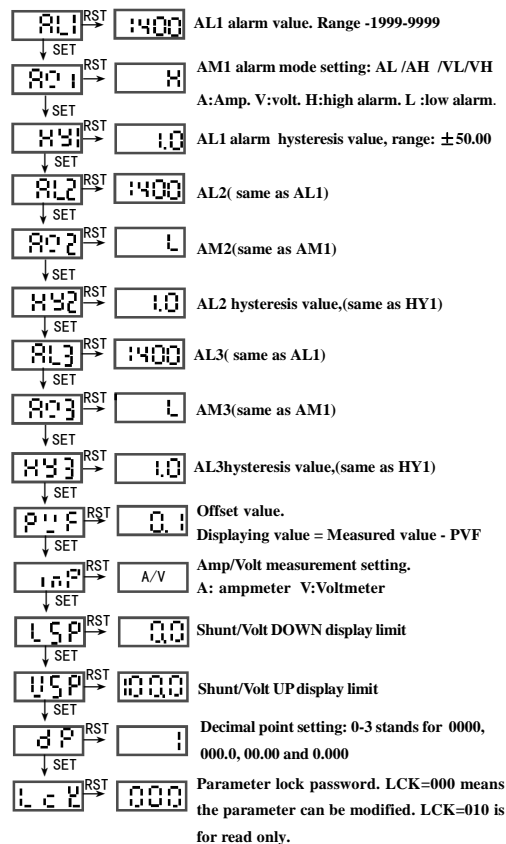 AL1 RST 1400 AL1 alarm value. Range -1999-9999
SET
AM1 RST H AM1 alarm mode setting: AL /AH /VL/VH
A:Amp. V:volt. H:high alarm. L :low alarm.
SET
HY1 RST 1.0 AL1 alarm hysteresis value, range: ±50.00
SET
AL2 RST 1400 AL2( same as AL1)
SET
AM2 RST L AM2(same as AM1)
SET
HY2 RST 1.0 AL2 hysteresis value,(same as HY1)
SET
AL3 RST 1400 AL3( same as AL1)
SET
AM3 RST L AM3(same as AM1)
SET
HY3 RST 1.0 AL3hysteresis value,(same as HY1)
SET
PVF RST 0.1 Offset value.
Displaying value = Measured value - PVF
SET
inP RST A/V Amp/Volt measurement setting.
A: ampmeter V:Voltmeter
SET
LSP RST 0.0 Shunt/Volt DOWN display limit
SET
USP RST 100.0 Shunt/Volt UP display limit
SET
dP RST 1 Decimal point setting: 0-3 stands for 0000,
000.0, 00.00 and 0.000
SET
LcK RST 000 Parameter lock password. LCK=000 means
the parameter can be modified. LCK=010 is
for read only.